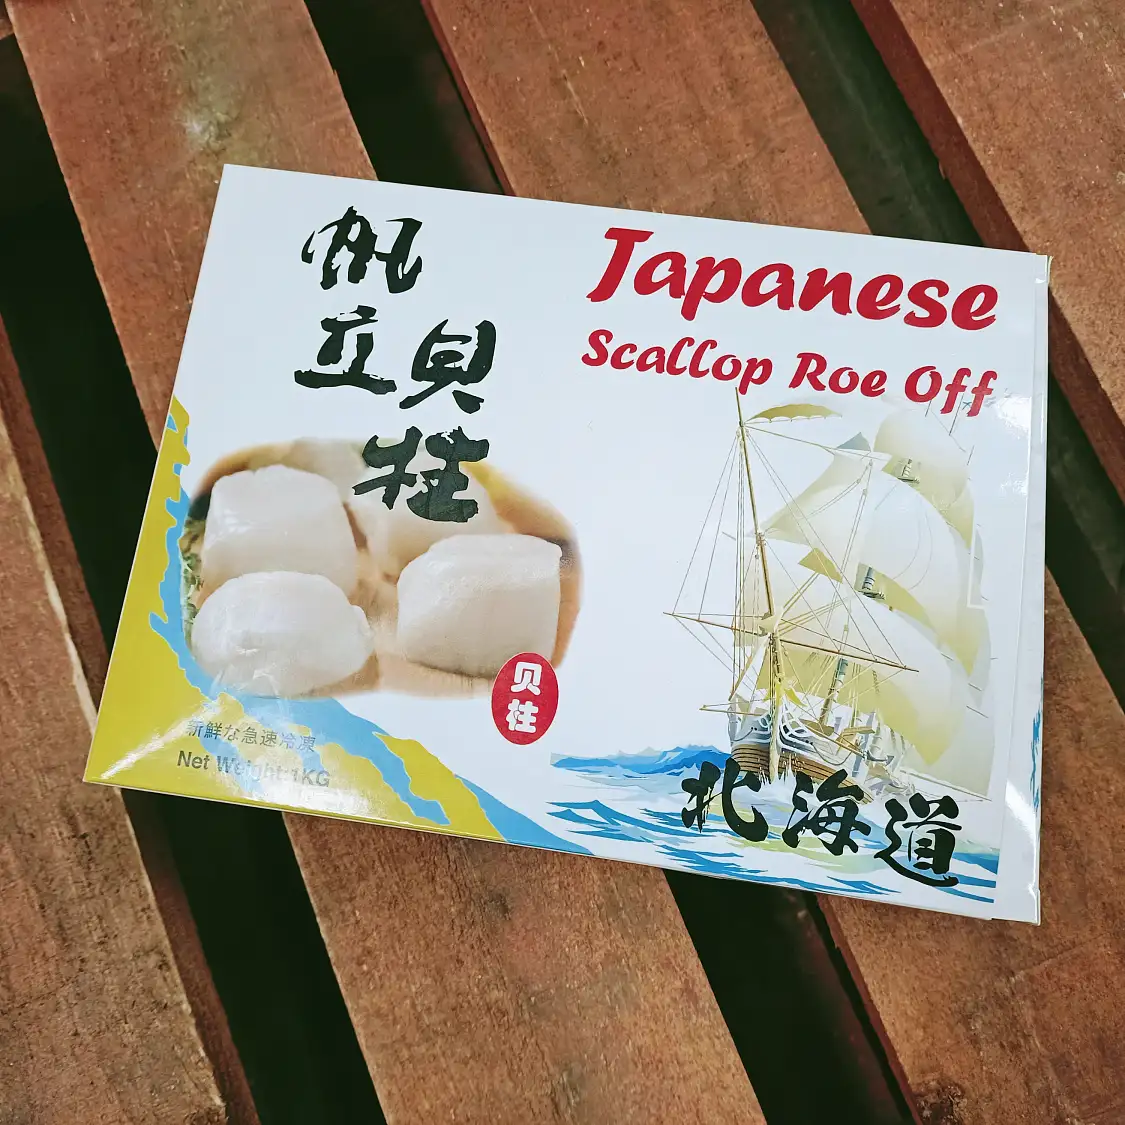 帆
立貝
柱
Japanese
Scallop Roe Off
贝
柱
新鮮な急速冷凍
Net Weight:1KG
北海道